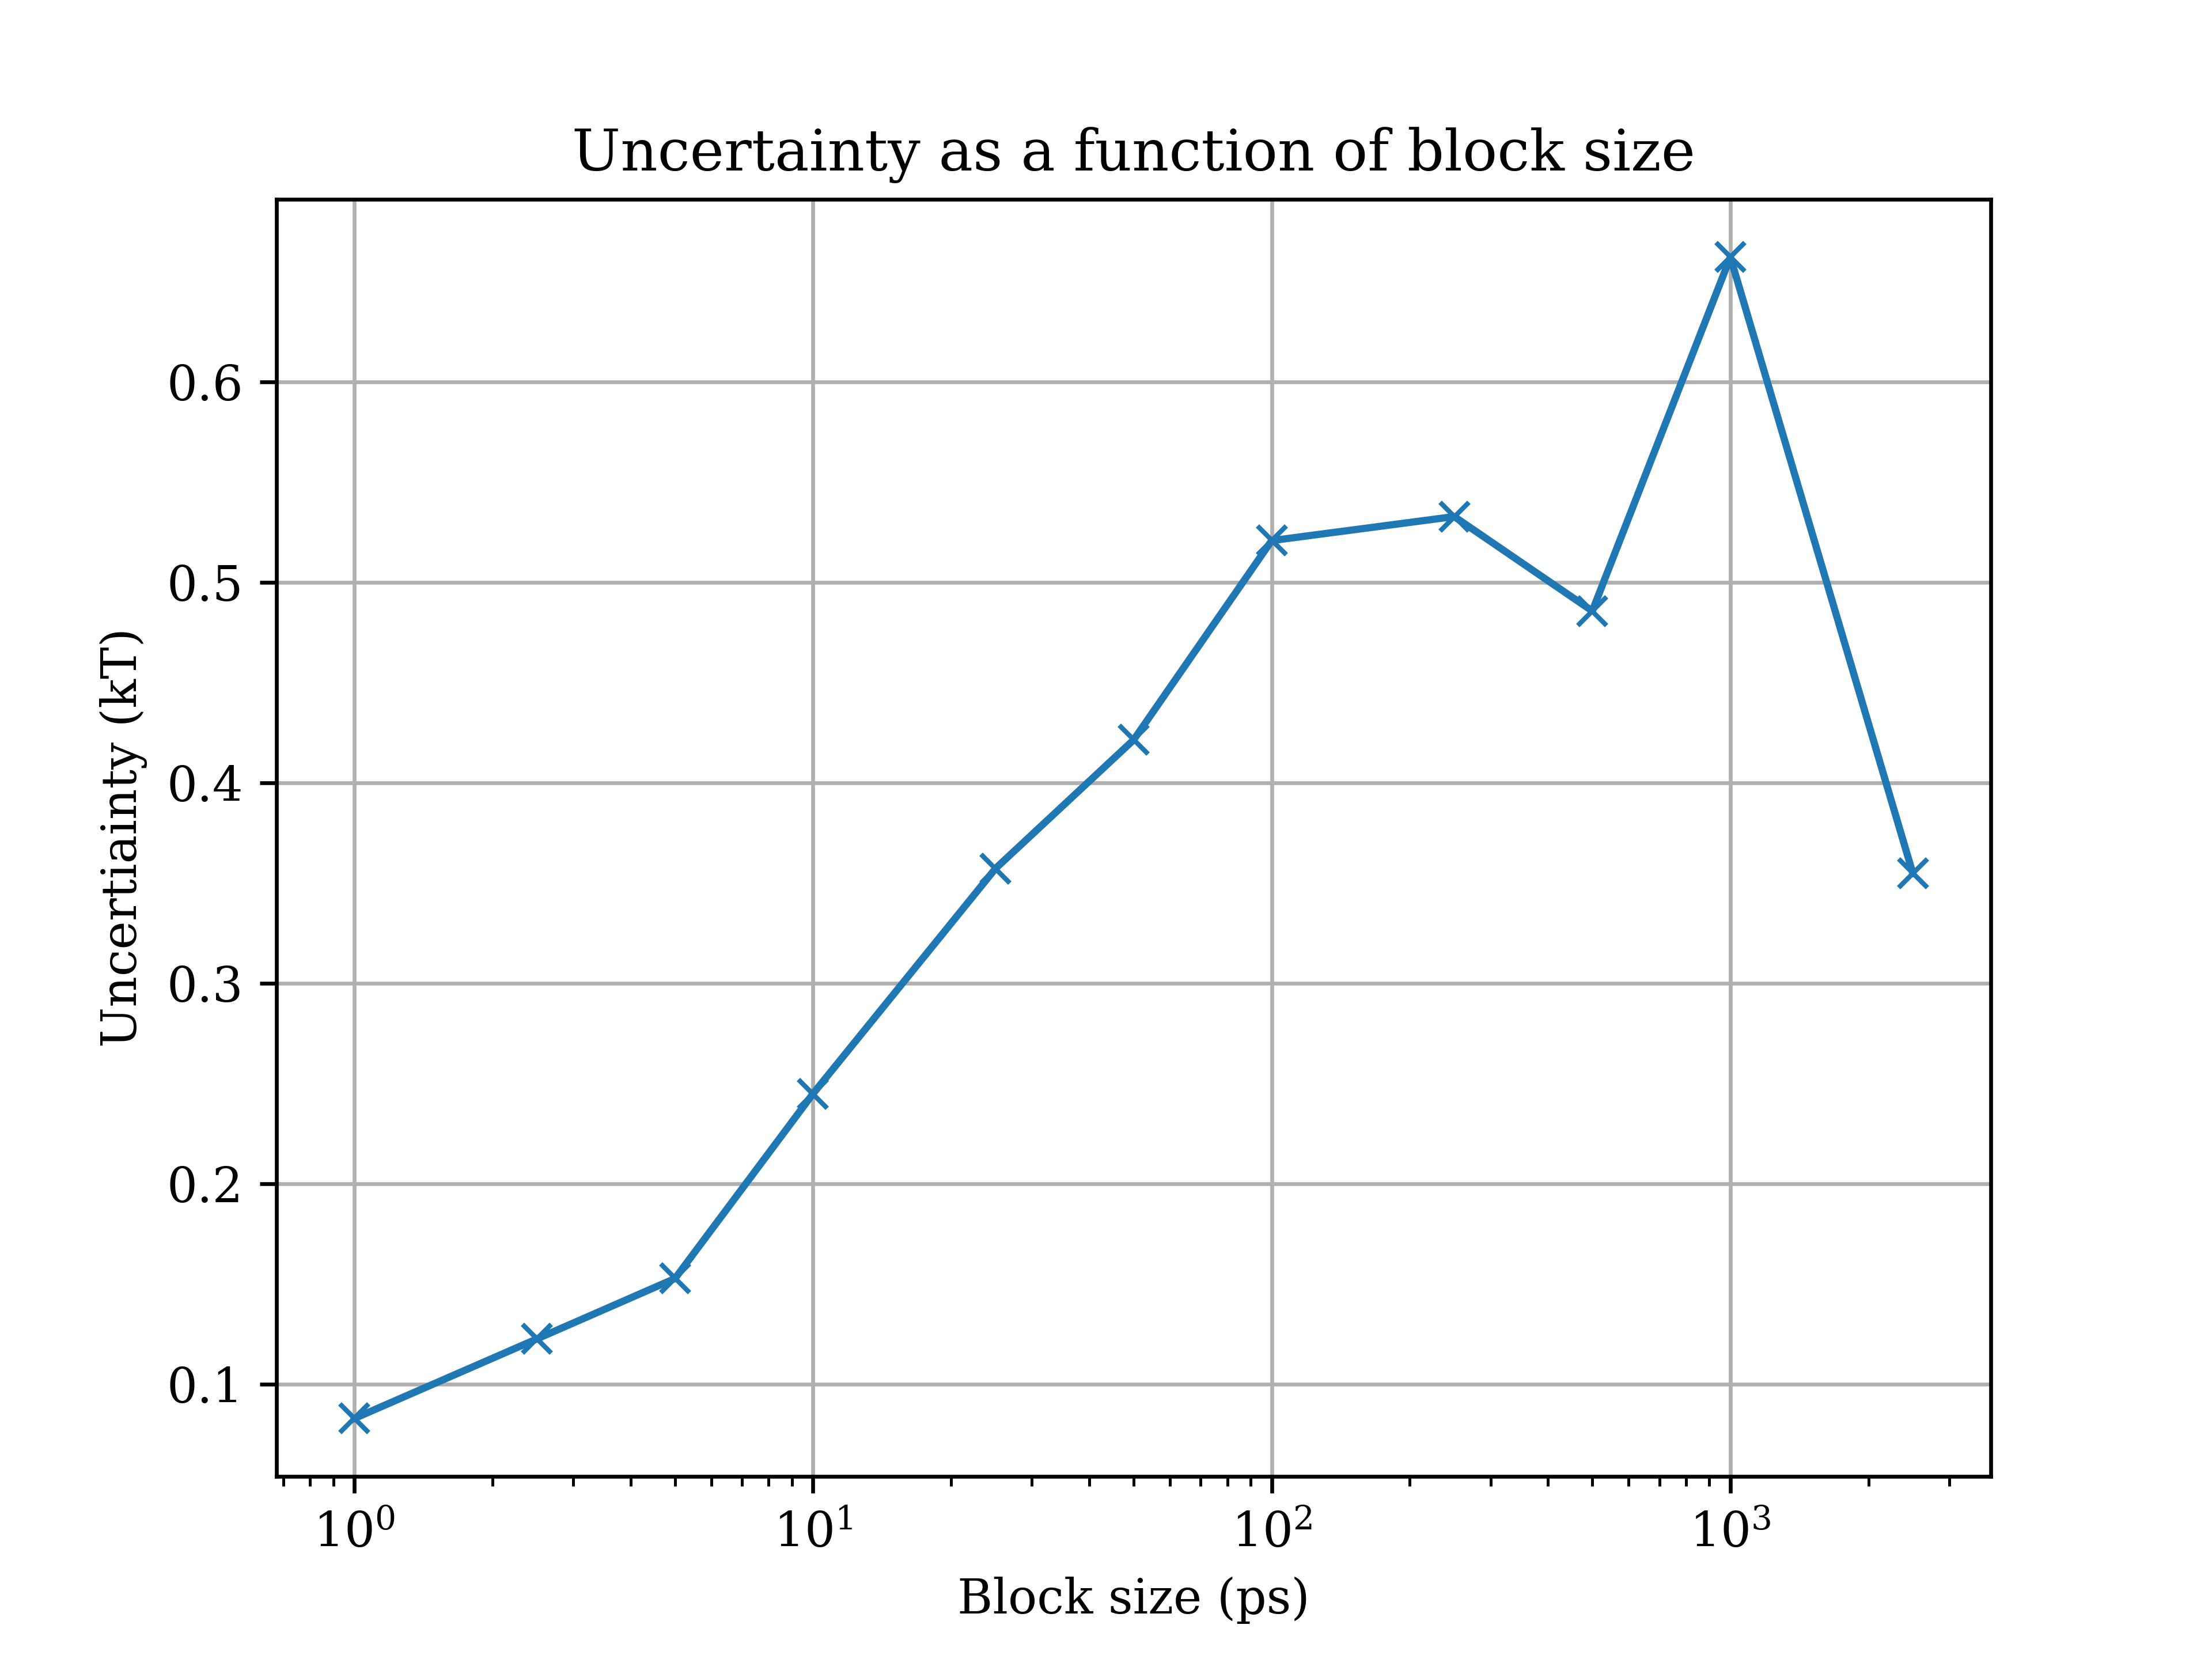 Uncertainty as a function of block size
Uncertiainty (kT)
0.6
0.5
0.4
0.3
0.2
0.1
10⁰ 10¹ 10² 10³
Block size (ps)